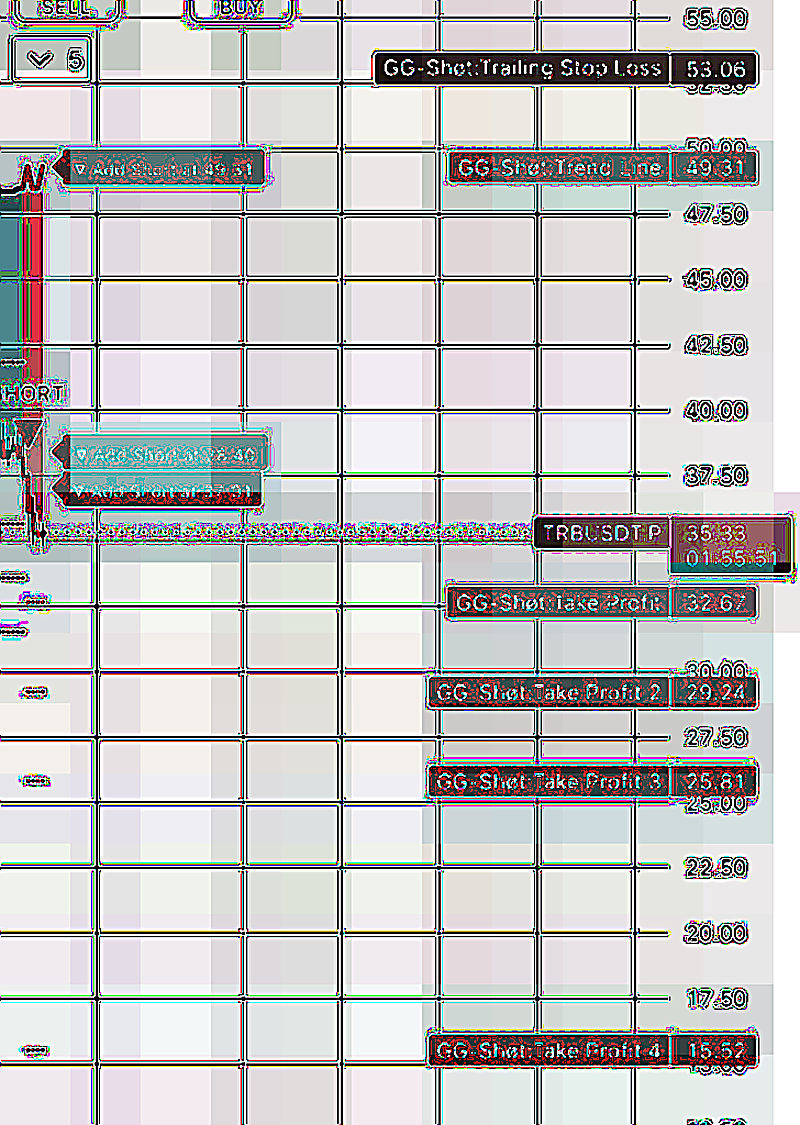 SELL BUY
55.00
5
GG-Shot:Trailing Stop Loss 53.06
52.50
50.00
Add Short at 49.31
GG-Shot:Trend Line 49.31
47.50
45.00
42.50
HORT
40.00
Add Short at
37.50
Add Short at
TRBUSDT.P 35.33
01:55:51
GG-Shot:Take Profit 32.67
30.00
GG-Shot:Take Profit 2 29.24
27.50
GG-Shot:Take Profit 3 25.81
25.00
22.50
20.00
17.50
GG-Shot:Take Profit 4 15.52
15.00